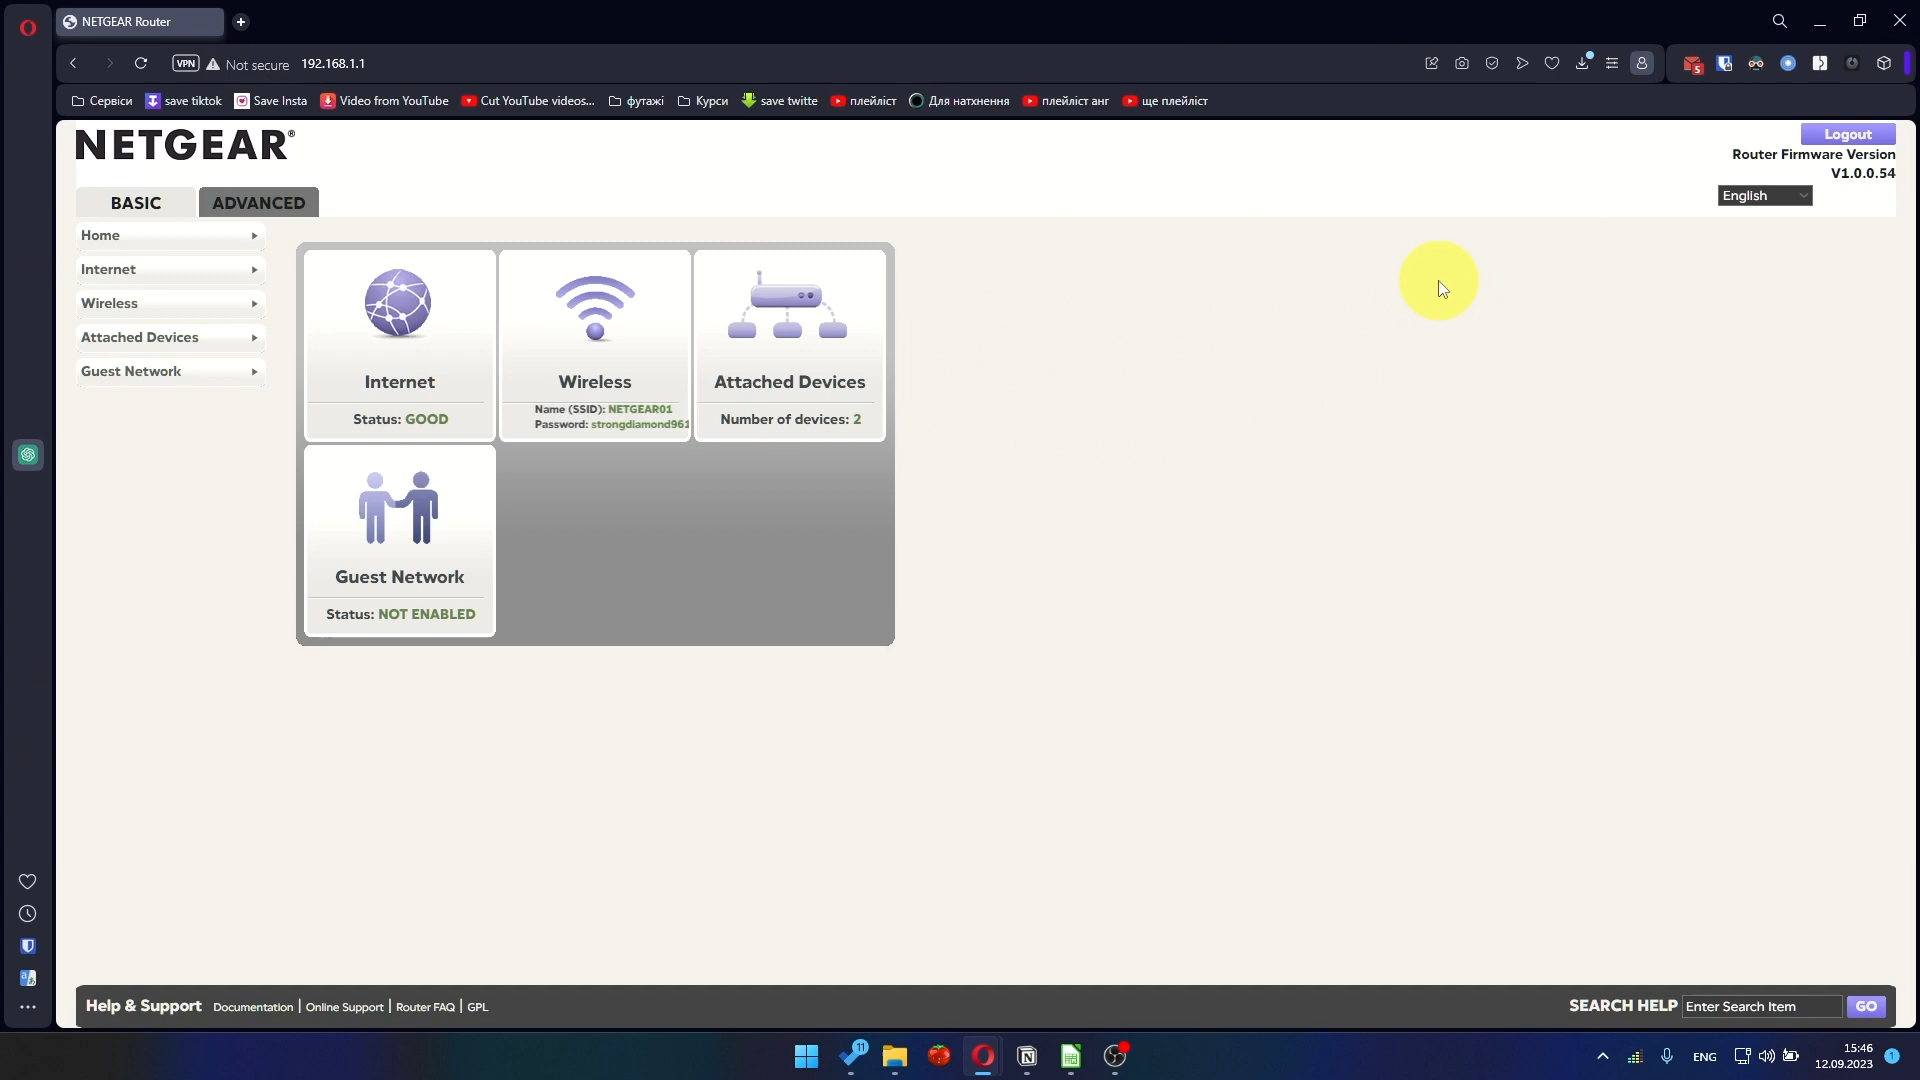 NETGEAR Router
VPN Not secure 192.168.1.1
5
Сервіси save tiktok Save Insta Video from YouTube Cut YouTube videos... футажі Курси save twitte плейліст Для натхнення плейліст анг ще плейліст
NETGEAR®
Logout
Router Firmware Version
V1.0.0.54
English
BASIC ADVANCED
Home
Internet
Wireless
Attached Devices
Guest Network
Internet
Status: GOOD
Wireless
Name (SSID): NETGEAR01
Password: strongdiamond961
Attached Devices
Number of devices: 2
Guest Network
Status: NOT ENABLED
Help & Support Documentation | Online Support | Router FAQ | GPL
SEARCH HELP Enter Search Item GO
11
ENG
15:46
12.09.2023
1